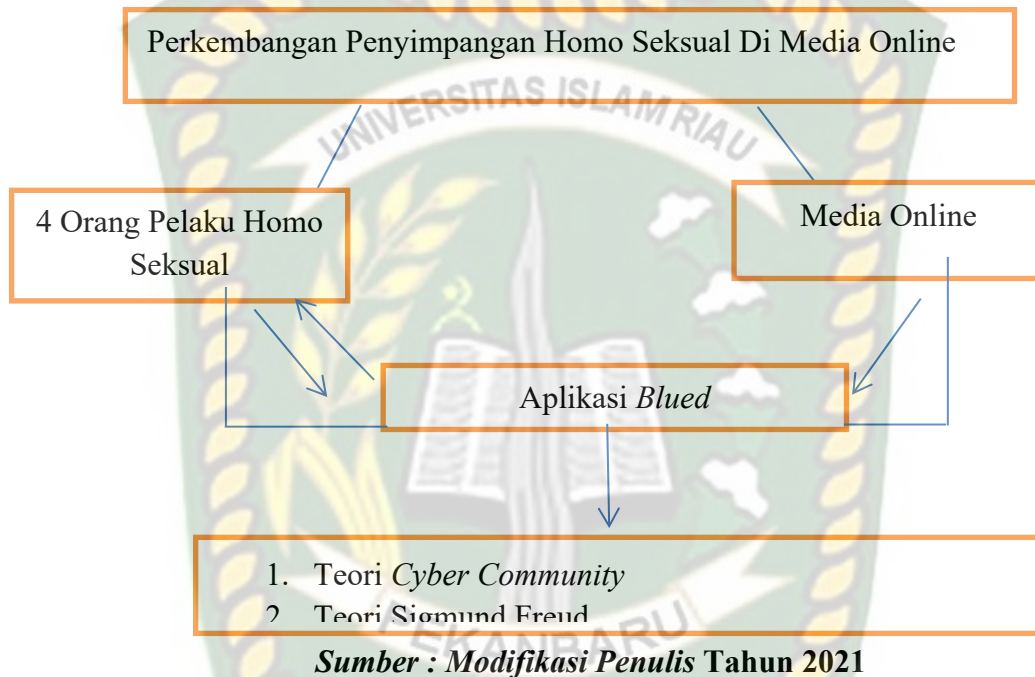 Perkembangan Penyimpangan Homo Seksual Di Media Online
UNIVERSITAS ISLAM RIAU
4 Orang Pelaku Homo
Seksual
Media Online
Aplikasi Blued
1. Teori Cyber Community
2. Teori Sigmund Freud
PEKANBARU
Sumber : Modifikasi Penulis Tahun 2021